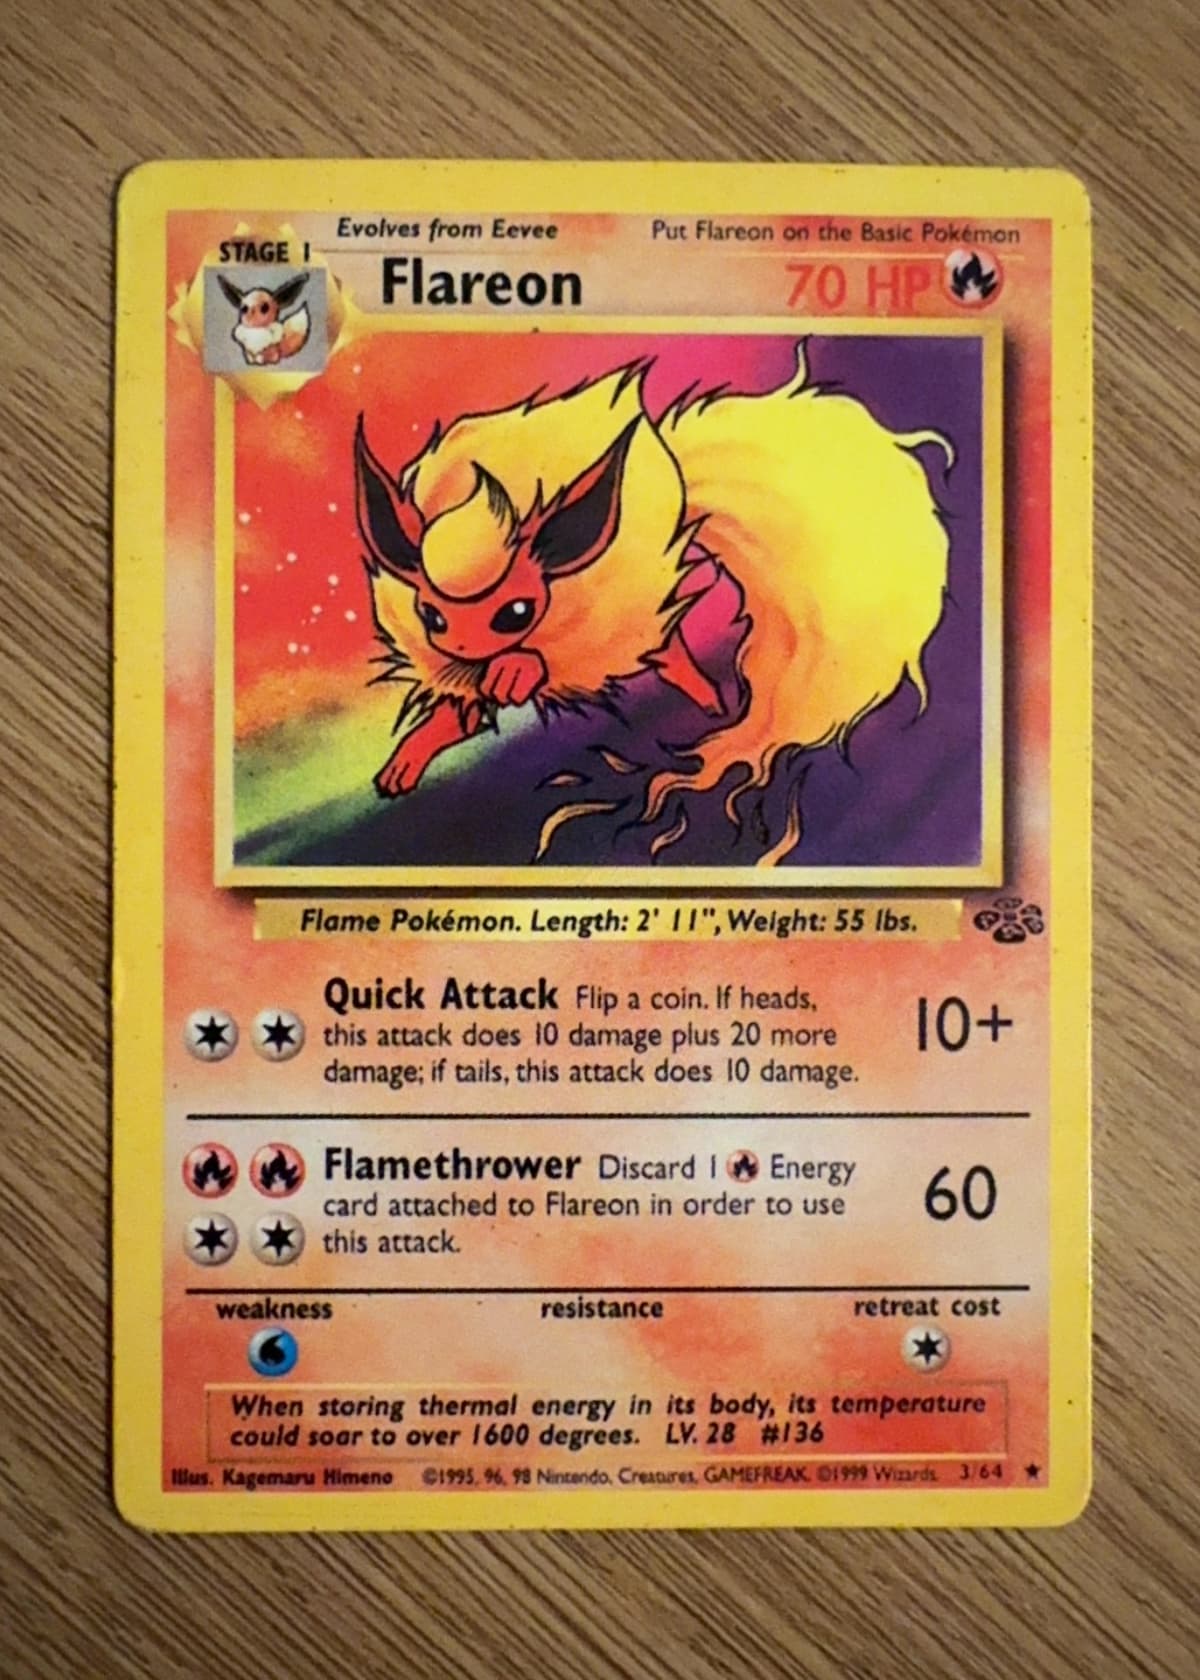 Evolves from Eevee Put Flareon on the Basic Pokémon
STAGE 1
Flareon 70 HP
Flame Pokémon. Length: 2' 11", Weight: 55 lbs.
Quick Attack Flip a coin. If heads,
this attack does 10 damage plus 20 more
damage; if tails, this attack does 10 damage.
10+
Flamethrower Discard 1 Energy
card attached to Flareon in order to use
this attack.
60
weakness resistance retreat cost
When storing thermal energy in its body, its temperature
could soar to over 1600 degrees. LV. 28 #136
Illus. Kagemaru Himeno ©1995, 96, 98 Nintendo, Creatures, GAMEFREAK. ©1999 Wizards. 3/64 ★